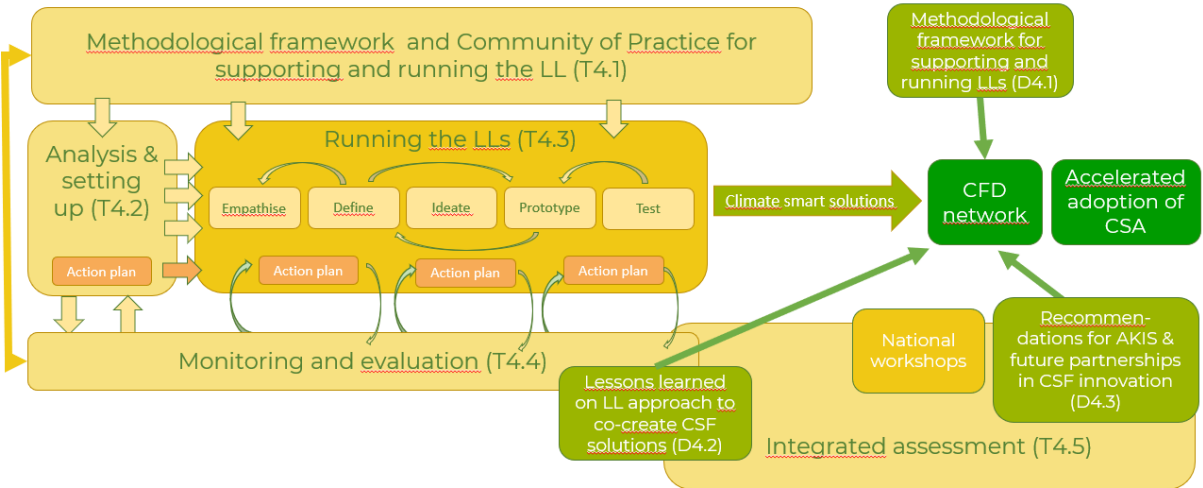 Methodological framework and Community of Practice for
supporting and running the LL (T4.1)
Methodological
framework for
supporting and
running LLs (D4.1)
Analysis &
setting
up (T4.2)
Action plan
Running the LLs (T4.3)
Empathise
Define
Ideate
Prototype
Test
Action plan
Action plan
Action plan
Climate smart solutions
CFD
network
Accelerated
adoption of
CSA
Monitoring and evaluation (T4.4)
Lessons learned
on LL approach to
co-create CSF
solutions (D4.2)
National
workshops
Recommen-
dations for AKIS &
future partnerships
in CSF innovation
(D4.3)
Integrated assessment (T4.5)